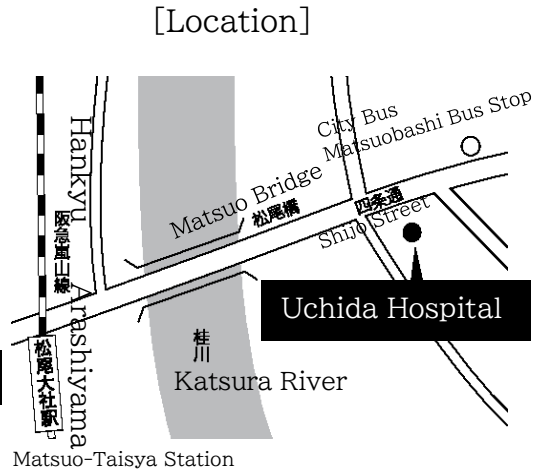 [Location]
City Bus
Matsuobashi Bus Stop
Hankyu Arashiyama
阪急嵐山線
Matsuo Bridge
松尾橋
四条通
Shijo Street
Uchida Hospital
桂川
Katsura River
松尾大社駅
Matsuo-Taisya Station